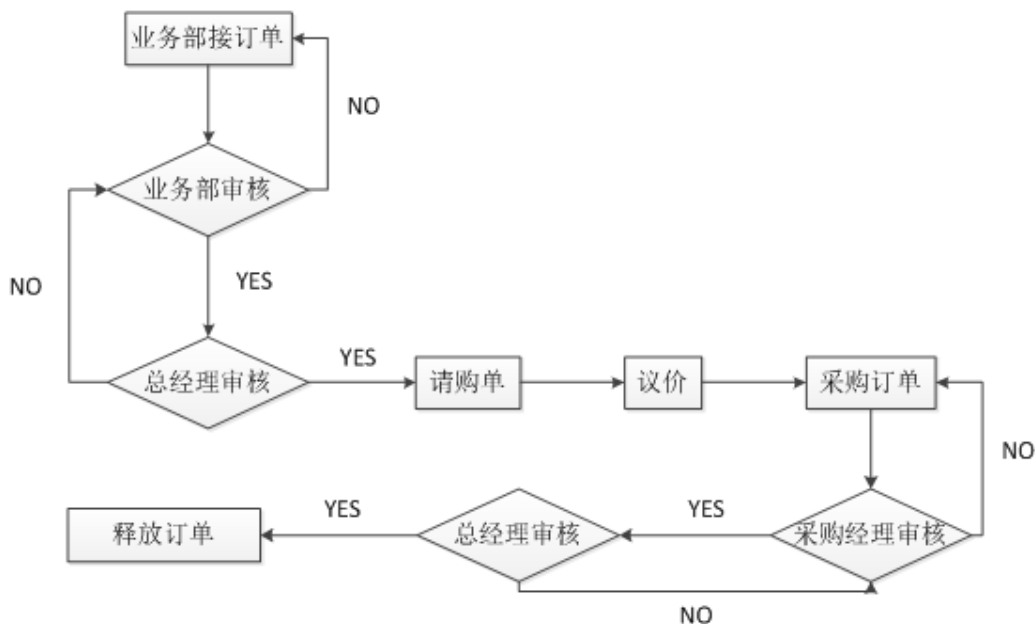 业务部接订单
NO
业务部审核
NO
YES
总经理审核
YES
请购单
议价
采购订单
NO
释放订单
YES
总经理审核
YES
采购经理审核
NO